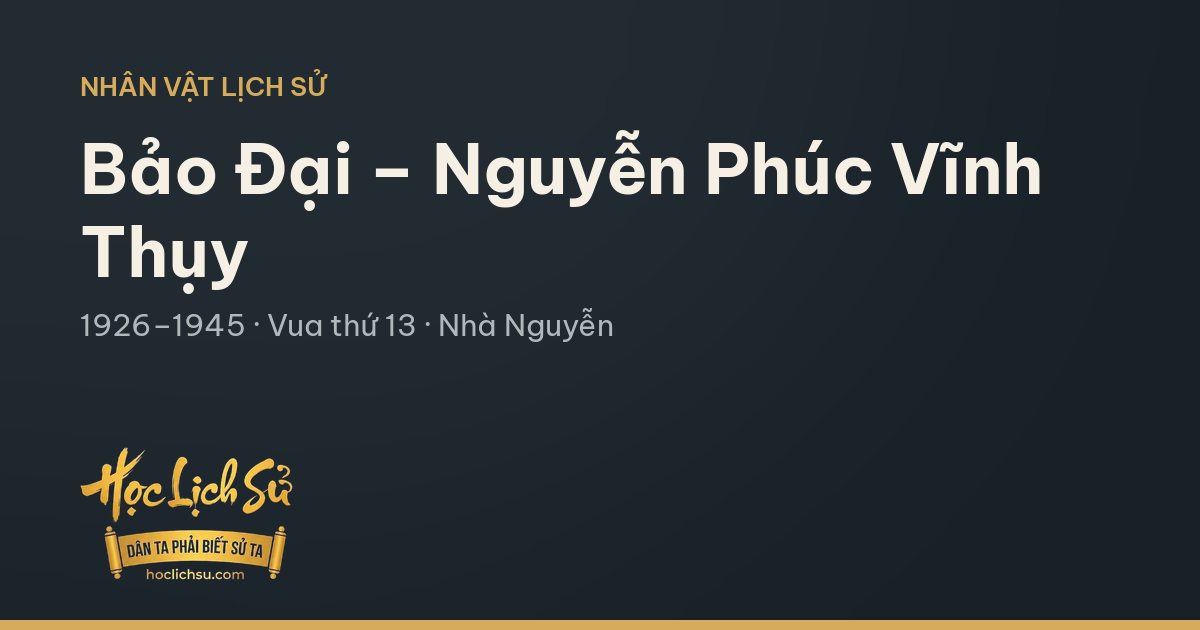 NHÂN VẬT LỊCH SỬ
Bảo Đại – Nguyễn Phúc Vĩnh
Thụy
1926–1945 · Vua thứ 13 · Nhà Nguyễn
Học Lịch Sử
DÂN TA PHẢI BIẾT SỬ TA
hoclichsu.com